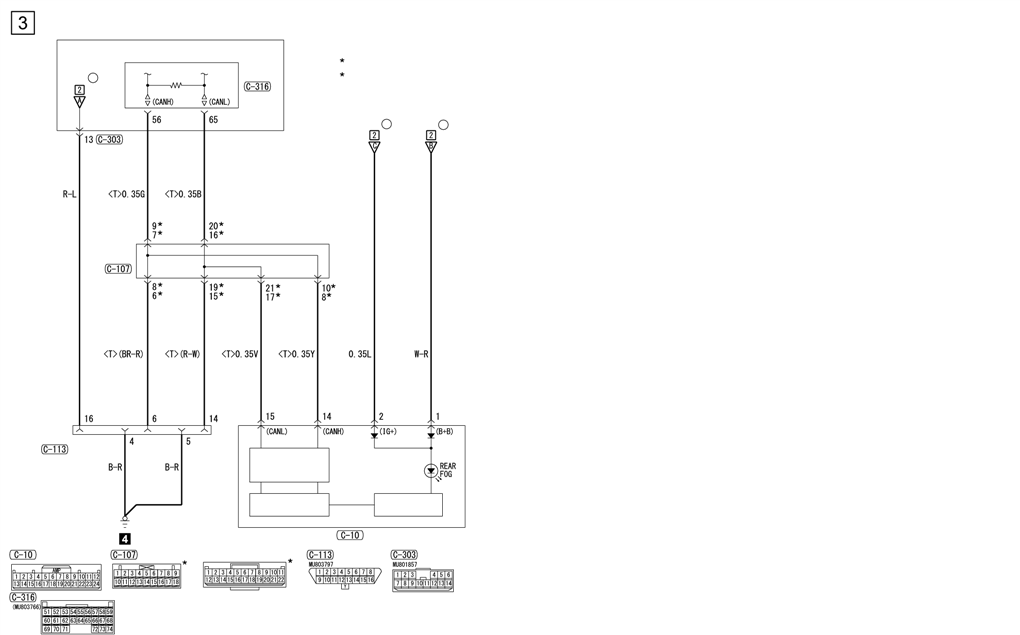 3
*
*
2
A
C-316
(CANH) (CANL)
56 65
13 C-303
2
C
2
B
R-L <T>0.35G <T>0.35B
9* 20*
7* 16*
C-107
8* 19* 21* 10*
6* 15* 17* 8*
<T>(BR-R) <T>(R-W) <T>0.35V <T>0.35Y 0.35L W-R
16 6 14 15 14 2 1
(CANL) (CANH) (IG+) (B+B)
4 5
C-113
B-R B-R
REAR
FOG
4
C-10
C-10
AMP
1 2 3 4 5 6 7 8 9 10 11 12
13 14 15 16 17 18 19 20 21 22 23 24
C-107
*
1 2 3 4 5 6 7 8 9
10 11 12 13 14 15 16 17 18
*
1 2 3 4 5 6 7 8 9 10 11
12 13 14 15 16 17 18 19 20 21 22
C-113
MU803797
1 2 3 4 5 6 7 8
9 10 11 12 13 14 15 16
C-303
MU801857
1 2 3 4 5 6
7 8 9 10 11 12 13 14
C-316
(MU803766)
51 52 53 54 55 56 57 58 59
60 61 62 63 64 65 66 67 68
69 70 71 72 73 74